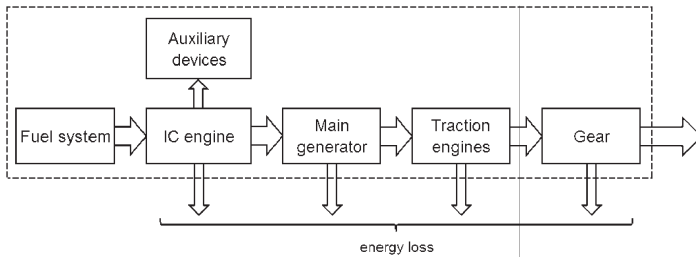 Auxiliary
devices
Fuel system
IC engine
Main
generator
Traction
engines
Gear
energy loss